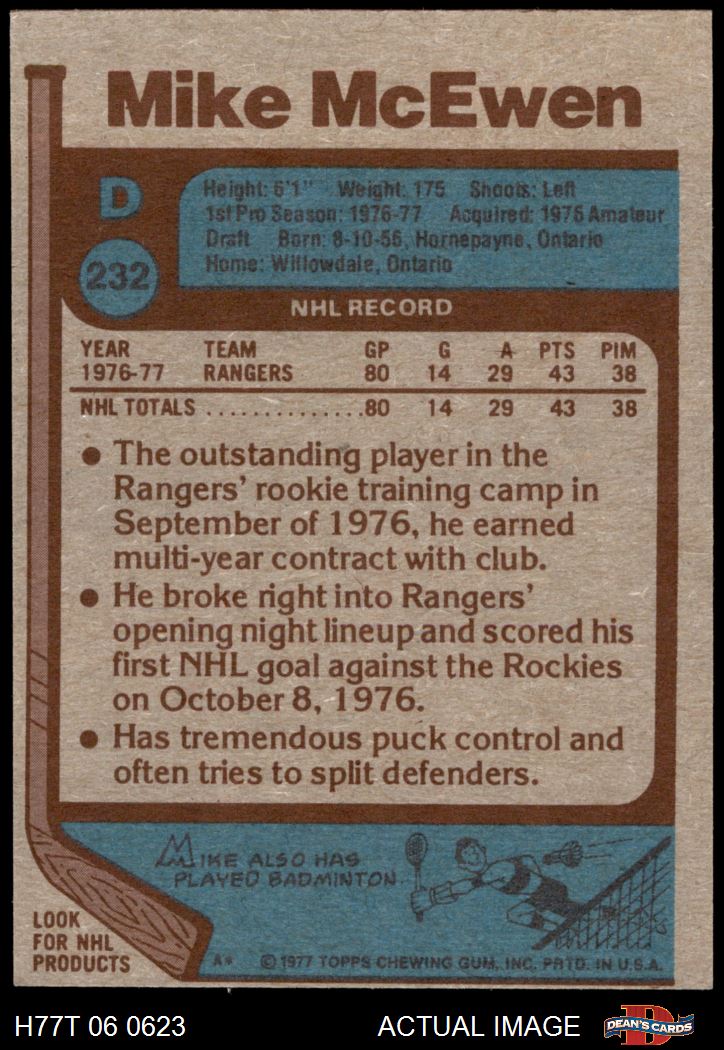 Mike McEwen
D
232
Height: 6'1" Weight: 175 Shoots: Left
1st Pro Season: 1976-77 Acquired: 1976 Amateur
Draft Born: 8-10-56, Hornepayne, Ontario
Home: Willowdale, Ontario
NHL RECORD
YEAR TEAM GP G A PTS PIM
1976-77 RANGERS 80 14 29 43 38
NHL TOTALS ..............80 14 29 43 38
● The outstanding player in the
Rangers' rookie training camp in
September of 1976, he earned
multi-year contract with club.
● He broke right into Rangers'
opening night lineup and scored his
first NHL goal against the Rockies
on October 8, 1976.
● Has tremendous puck control and
often tries to split defenders.
MIKE ALSO HAS
PLAYED BADMINTON
LOOK
FOR NHL
PRODUCTS
A* © 1977 TOPPS CHEWING GUM, INC. PRTD. IN U.S.A.
H77T 06 0623 ACTUAL IMAGE DEAN'S CARDS